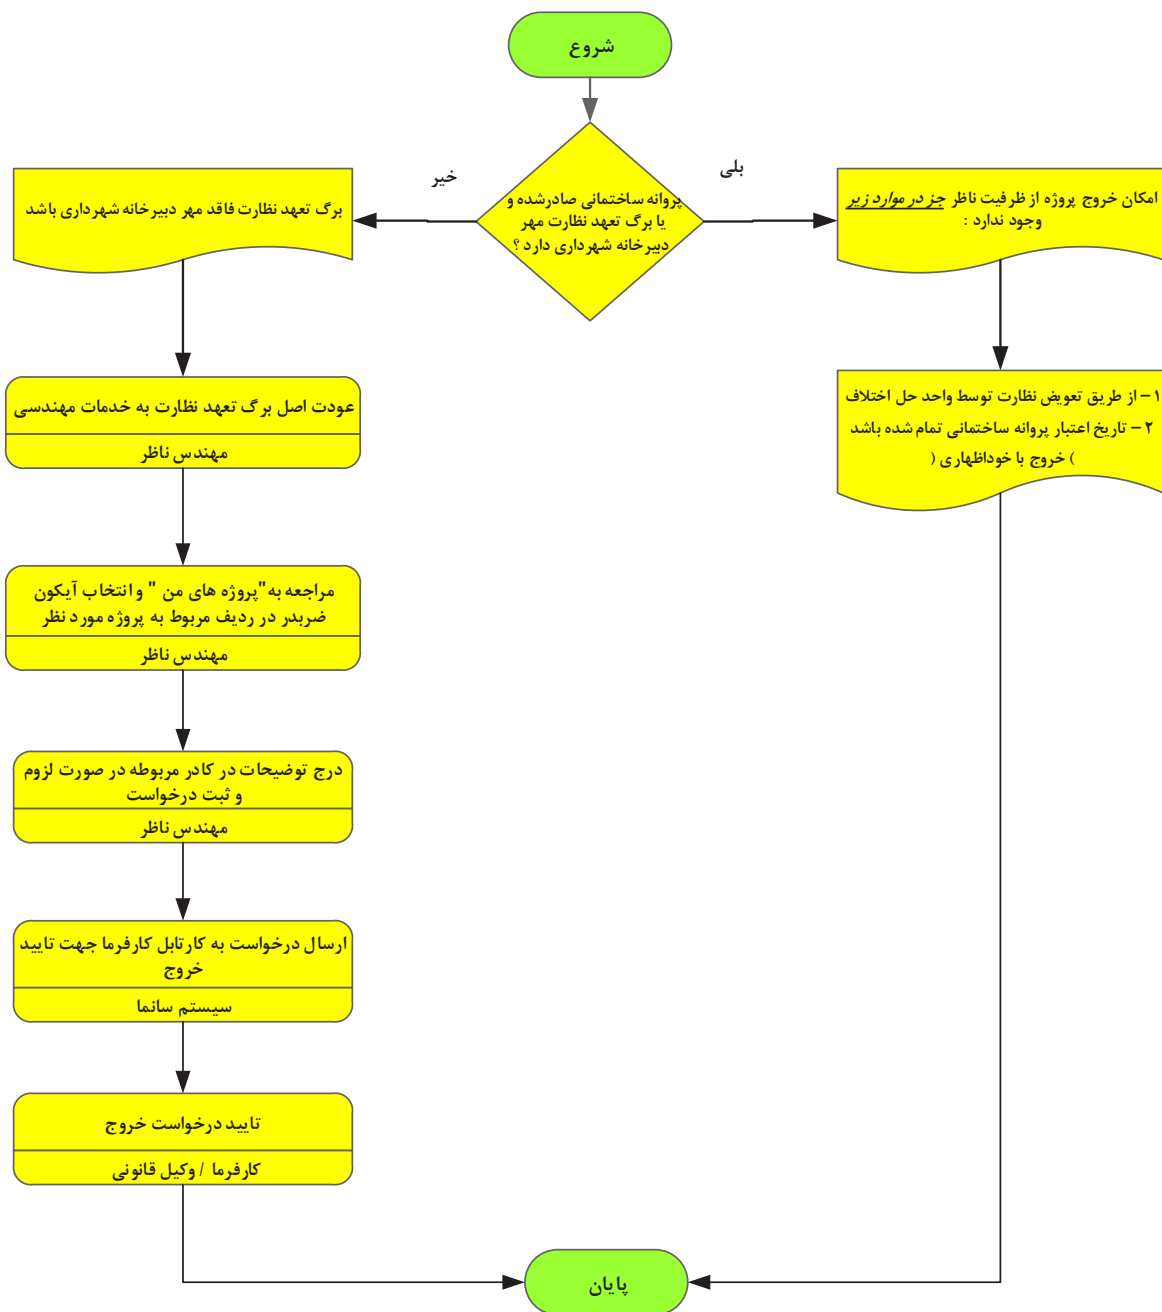 شروع
پروانه ساختمانی صادرشده و
یا برگ تعهد نظارت مهر
دبیرخانه شهرداری دارد ؟
بلی
امکان خروج پروژه از ظرفیت ناظر جز در موارد زیر
وجود ندارد :
۱ – از طریق تعویض نظارت توسط واحد حل اختلاف
۲ – تاریخ اعتبار پروانه ساختمانی تمام شده باشد
) خروج با خوداظهاری (
خیر
برگ تعهد نظارت فاقد مهر دبیرخانه شهرداری باشد
عودت اصل برگ تعهد نظارت به خدمات مهندسی
مهندس ناظر
مراجعه به "پروژه های من " و انتخاب آیکون
ضربدر در ردیف مربوط به پروژه مورد نظر
مهندس ناظر
درج توضیحات در کادر مربوطه در صورت لزوم
و ثبت درخواست
مهندس ناظر
ارسال درخواست به کارتابل کارفرما جهت تایید
خروج
سیستم سانما
تایید درخواست خروج
کارفرما / وکیل قانونی
پایان